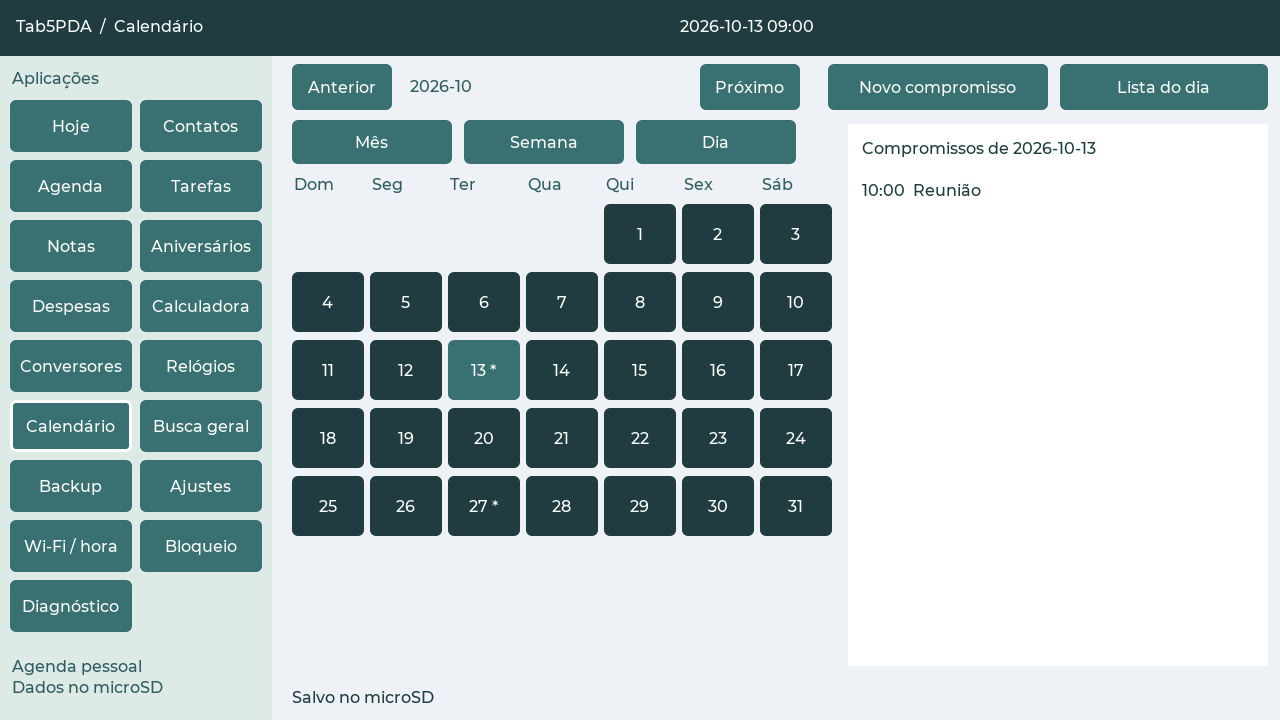 Tab5PDA / Calendário
2026-10-13 09:00
Aplicações
Hoje
Contatos
Agenda
Tarefas
Notas
Aniversários
Despesas
Calculadora
Conversores
Relógios
Calendário
Busca geral
Backup
Ajustes
Wi-Fi / hora
Bloqueio
Diagnóstico
Agenda pessoal
Dados no microSD
Anterior
2026-10
Próximo
Novo compromisso
Lista do dia
Mês
Semana
Dia
Dom Seg Ter Qua Qui Sex Sáb
1 2 3
4 5 6 7 8 9 10
11 12 13 * 14 15 16 17
18 19 20 21 22 23 24
25 26 27 * 28 29 30 31
Compromissos de 2026-10-13
10:00 Reunião
Salvo no microSD